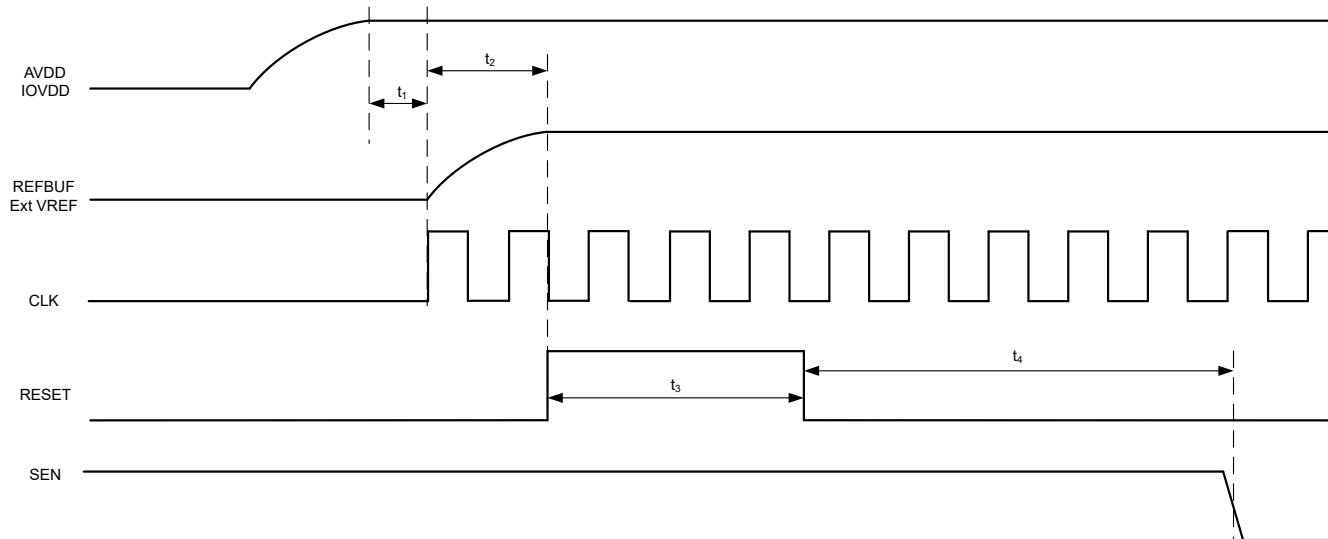 AVDD
IOVDD
t₁
t₂
REFBUF
Ext VREF
CLK
RESET
t₃
t₄
SEN